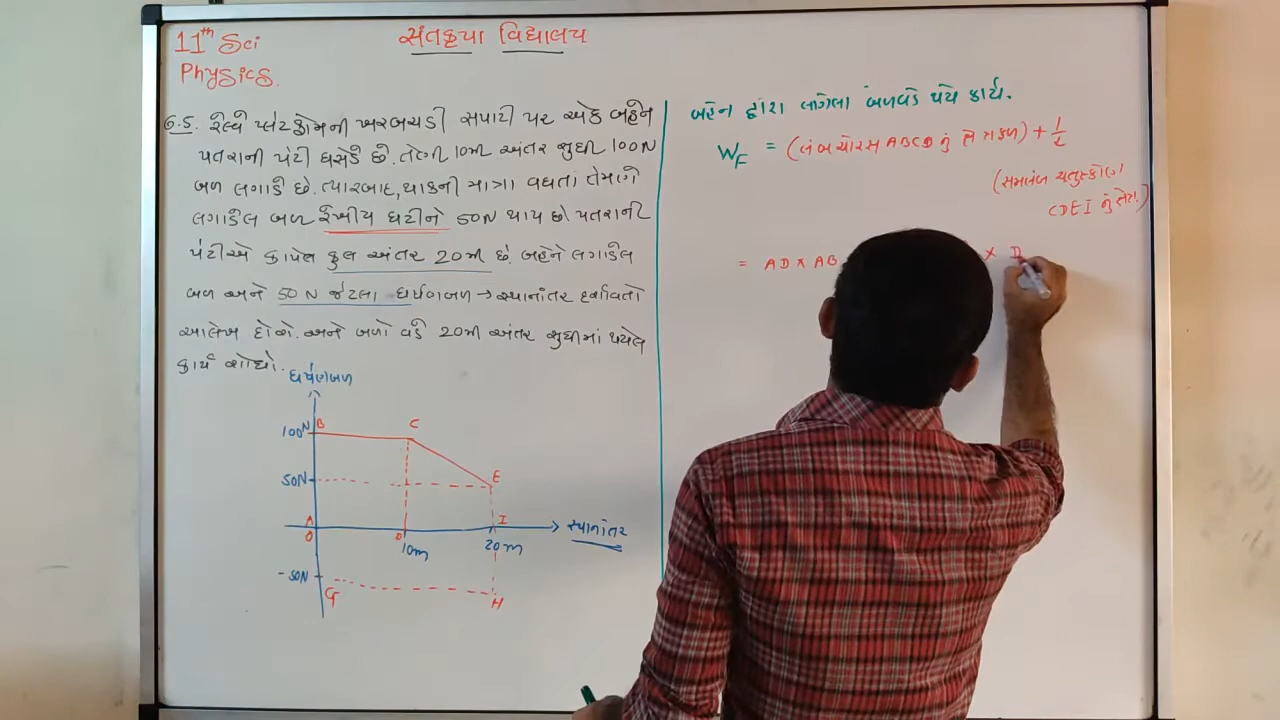 11th Sci
Physics
સંતકૃપા વિદ્યાલય
6.5. રેલ્વે પ્લેટફોમની ખરબચડી સપાટી પર એક બહેન
પતરાની પેટી ઘસેડે છે. તેણી 10m અંતર સુધી 100N
બળ લગાડે છે. ત્યારબાદ, થાકની માત્રા વધતાં તેમણે
લગાડેલ બળ રેખીય ઘટીને 50N થાય છે. પતરાની
પેટીએ કાપેલ કુલ અંતર 20m છે. બહેને લગાડેલ
બળ અને 50 N જેટલા ઘર્ષણબળ → સ્થાનાંતર દર્શાવતો
આલેખ દોરો. અને બળો વડે 20m અંતર સુધીમાં થયેલ
કાર્ય શોધો.
ઘર્ષણબળ
100N B C
50N E
A O D I
10m 20m સ્થાનાંતર
-50N G H
બહેન દ્વારા લાગેલા બળવડે થયે કાર્ય.
WF = (લંબચોરસ ABCD નું ક્ષેત્રફળ) + 1/2
(સમલંબ ચતુષ્કોણ
CDEI નું ક્ષેત્ર.)
= AD x AB x D